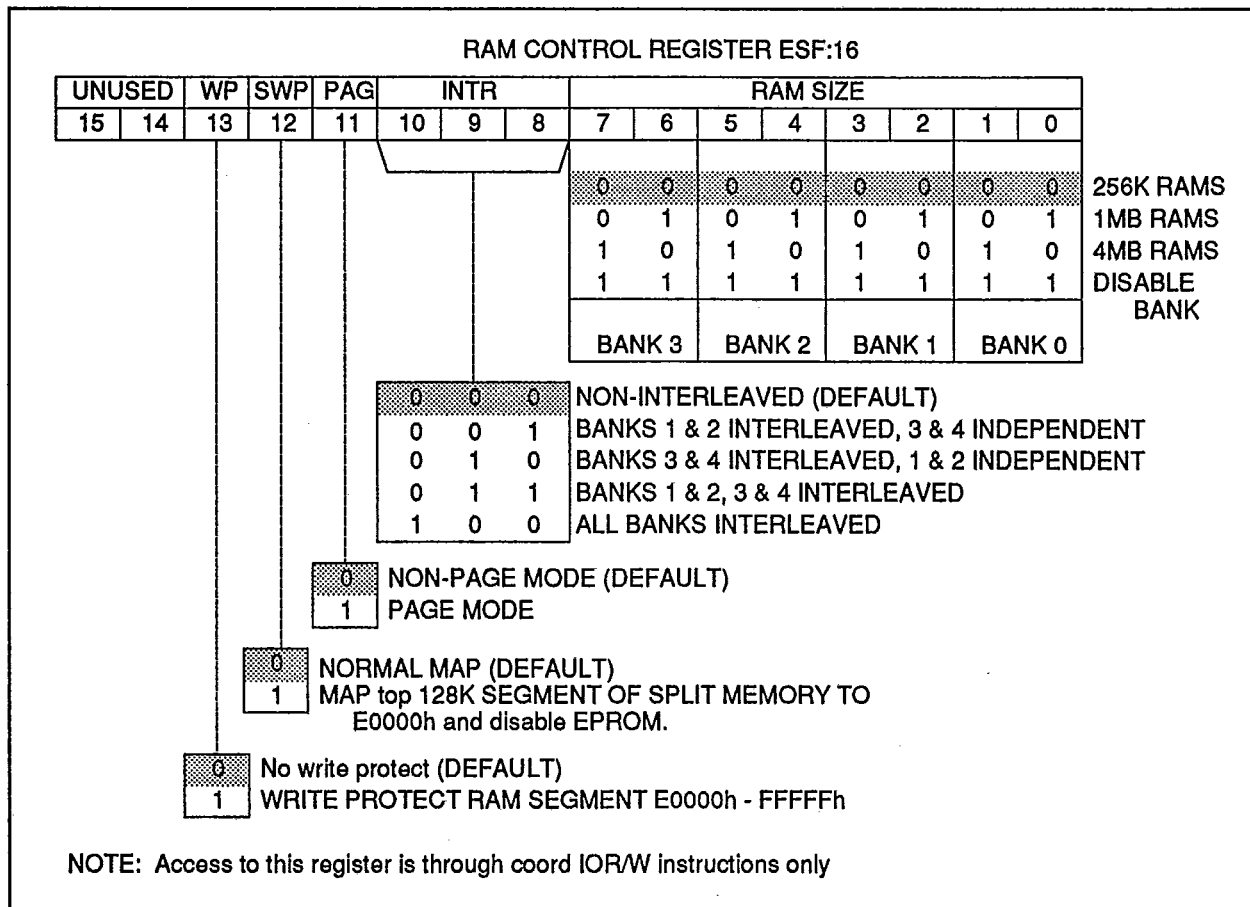 RAM CONTROL REGISTER ESF:16
UNUSED WP SWP PAG INTR RAM SIZE
15 14 13 12 11 10 9 8 7 6 5 4 3 2 1 0
0 0 0 0 0 0 0 0 256K RAMS
0 1 0 1 0 1 0 1 1MB RAMS
1 0 1 0 1 0 1 0 4MB RAMS
1 1 1 1 1 1 1 1 DISABLE
BANK
BANK 3 BANK 2 BANK 1 BANK 0
0 0 0 NON-INTERLEAVED (DEFAULT)
0 0 1 BANKS 1 & 2 INTERLEAVED, 3 & 4 INDEPENDENT
0 1 0 BANKS 3 & 4 INTERLEAVED, 1 & 2 INDEPENDENT
0 1 1 BANKS 1 & 2, 3 & 4 INTERLEAVED
1 0 0 ALL BANKS INTERLEAVED
0 NON-PAGE MODE (DEFAULT)
1 PAGE MODE
0 NORMAL MAP (DEFAULT)
1 MAP top 128K SEGMENT OF SPLIT MEMORY TO
E0000h and disable EPROM.
0 No write protect (DEFAULT)
1 WRITE PROTECT RAM SEGMENT E0000h - FFFFFh
NOTE: Access to this register is through coord IOR/W instructions only